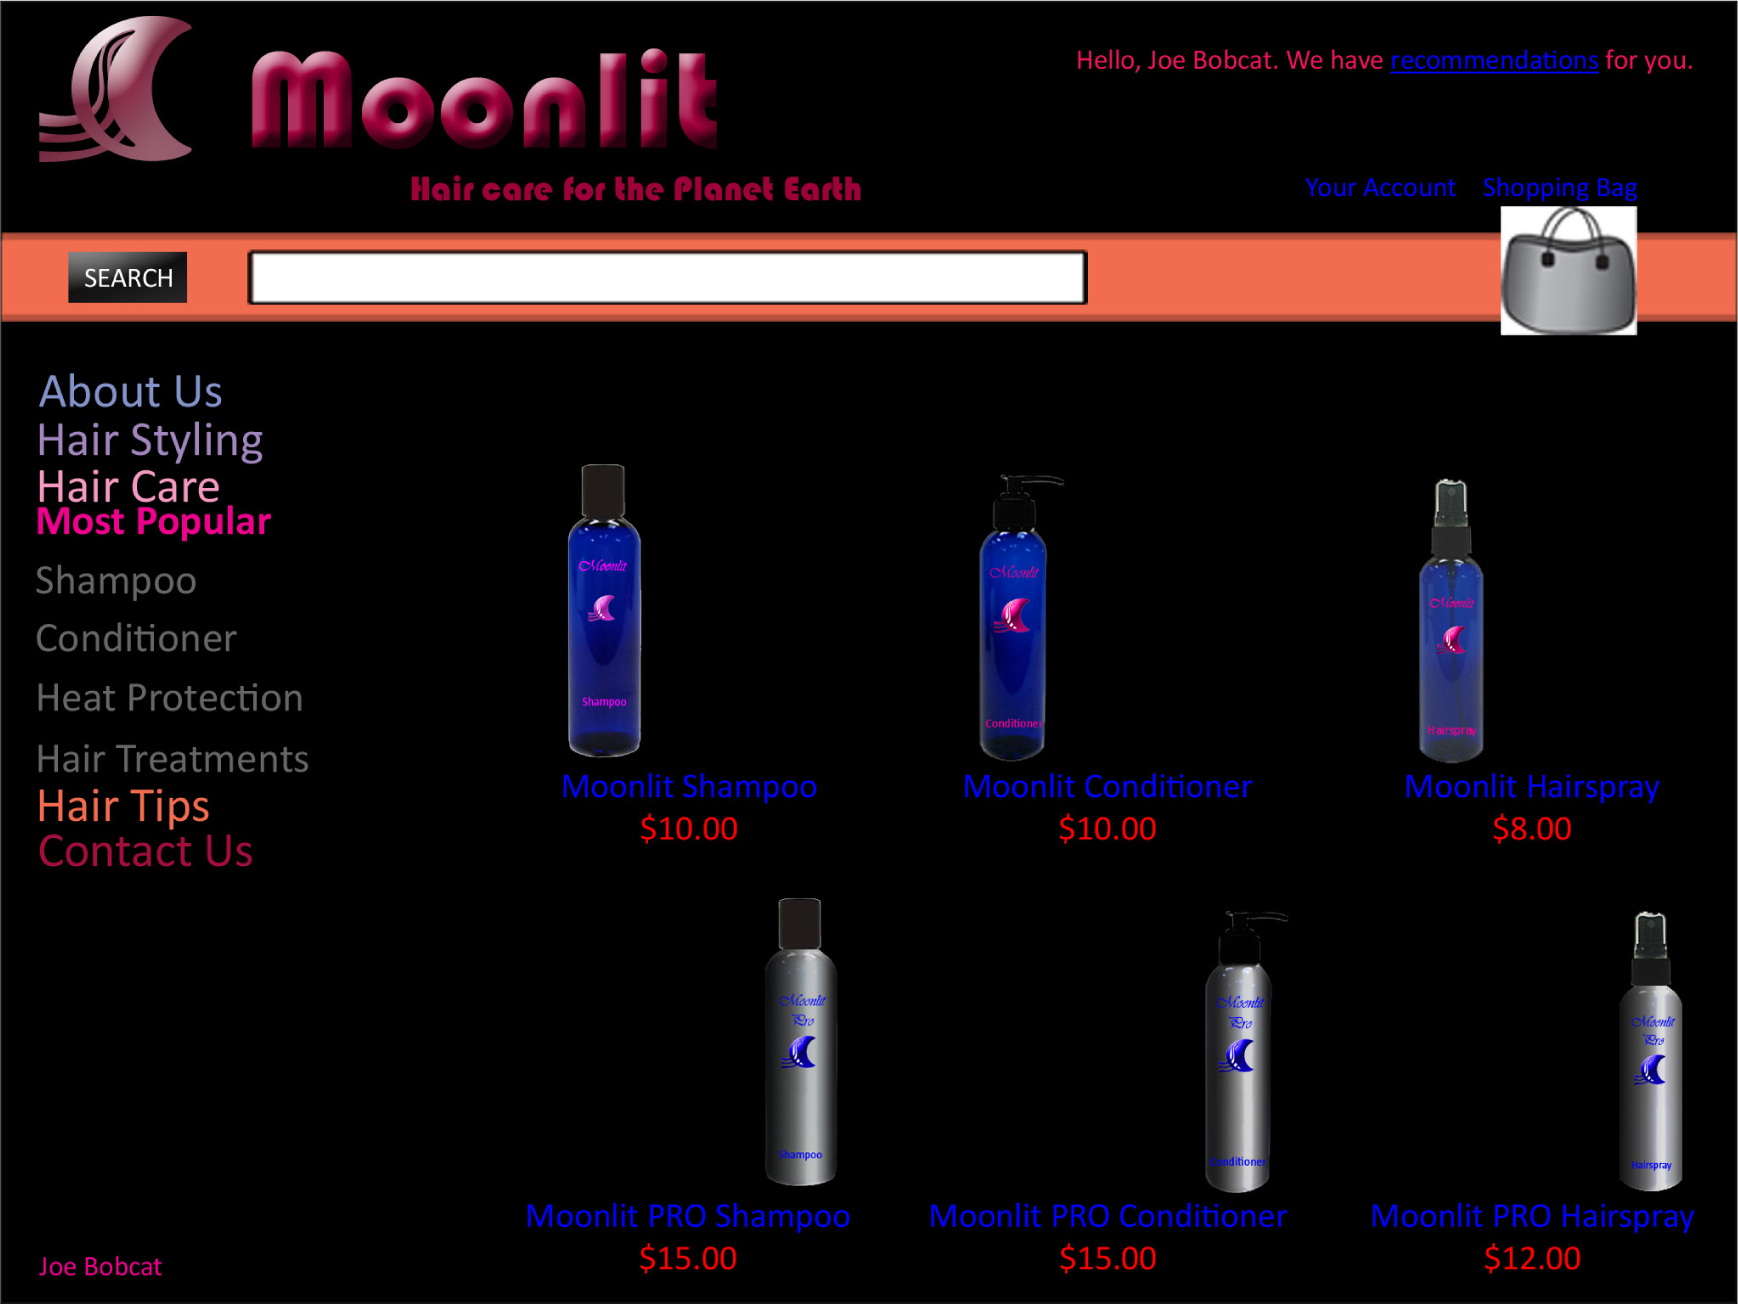 Moonlit
Hello, Joe Bobcat. We have recommendations for you.
Hair care for the Planet Earth
Your Account
Shopping Bag
SEARCH
About Us
Hair Styling
Hair Care
Most Popular
Shampoo
Conditioner
Heat Protection
Hair Treatments
Hair Tips
Contact Us
Moonlit
Shampoo
Moonlit
Conditioner
Moonlit
Hairspray
Moonlit Shampoo
$10.00
Moonlit Conditioner
$10.00
Moonlit Hairspray
$8.00
Moonlit
Pro
Shampoo
Moonlit
Pro
Conditioner
Moonlit
Pro
Hairspray
Moonlit PRO Shampoo
$15.00
Moonlit PRO Conditioner
$15.00
Moonlit PRO Hairspray
$12.00
Joe Bobcat